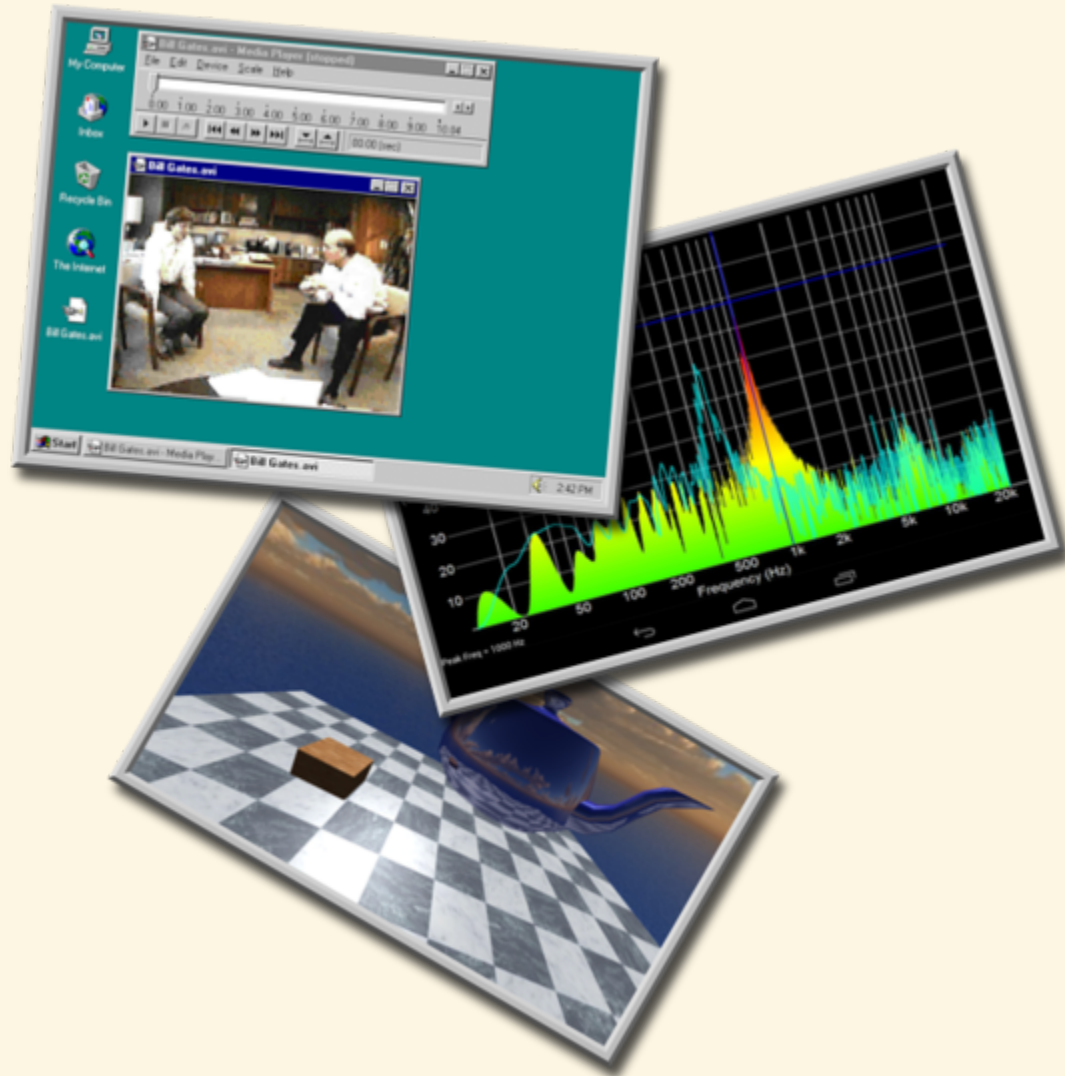 My Computer
Inbox
Recycle Bin
The Internet
Bill Gates.avi
Bill Gates.avi - Media Player (stopped)
File Edit Device Scale Help
0.00 1.00 2.00 3.00 4.00 5.00 6.00 7.00 8.00 9.00 10.04
00:00 (sec)
Bill Gates.avi
Start
Bill Gates.avi - Media Play...
Bill Gates.avi
2:42 PM
30
20
10
20 50 100 200 500 1k 2k 5k 10k 20k
Frequency (Hz)
Peak Freq = 1000 Hz